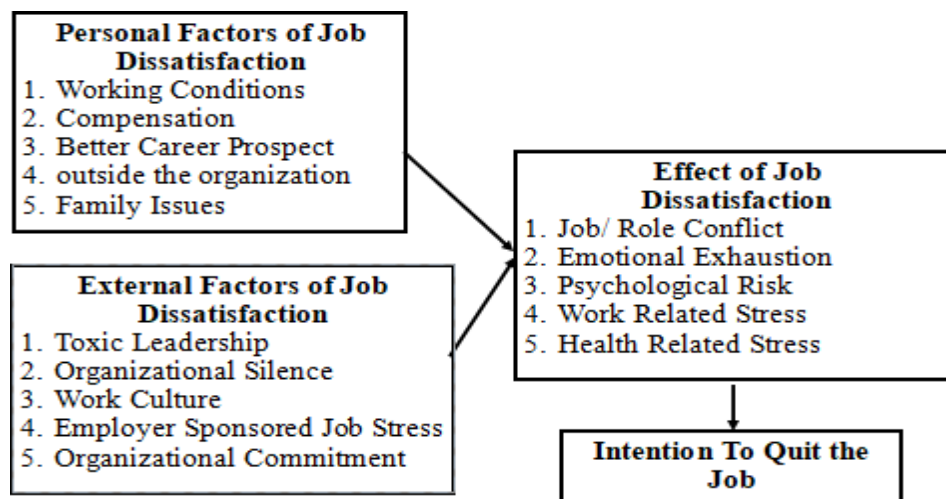 Personal Factors of Job
Dissatisfaction
1. Working Conditions
2. Compensation
3. Better Career Prospect
4. outside the organization
5. Family Issues
External Factors of Job
Dissatisfaction
1. Toxic Leadership
2. Organizational Silence
3. Work Culture
4. Employer Sponsored Job Stress
5. Organizational Commitment
Effect of Job
Dissatisfaction
1. Job/ Role Conflict
2. Emotional Exhaustion
3. Psychological Risk
4. Work Related Stress
5. Health Related Stress
Intention To Quit the
Job